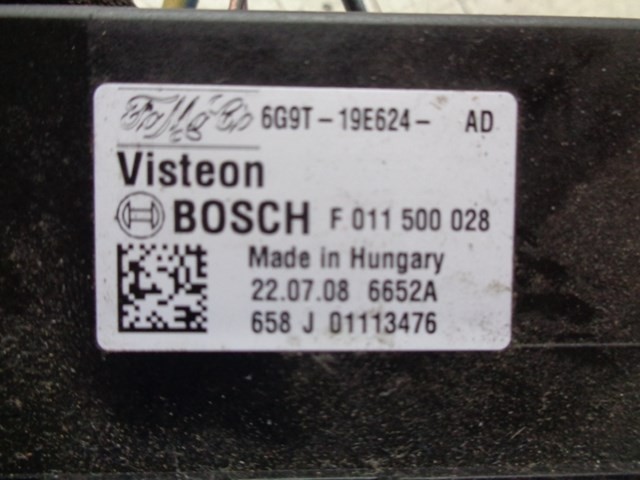 FoMoCo 6G9T-19E624- AD
Visteon
BOSCH F 011 500 028
Made in Hungary
22.07.08 6652A
658 J 01113476